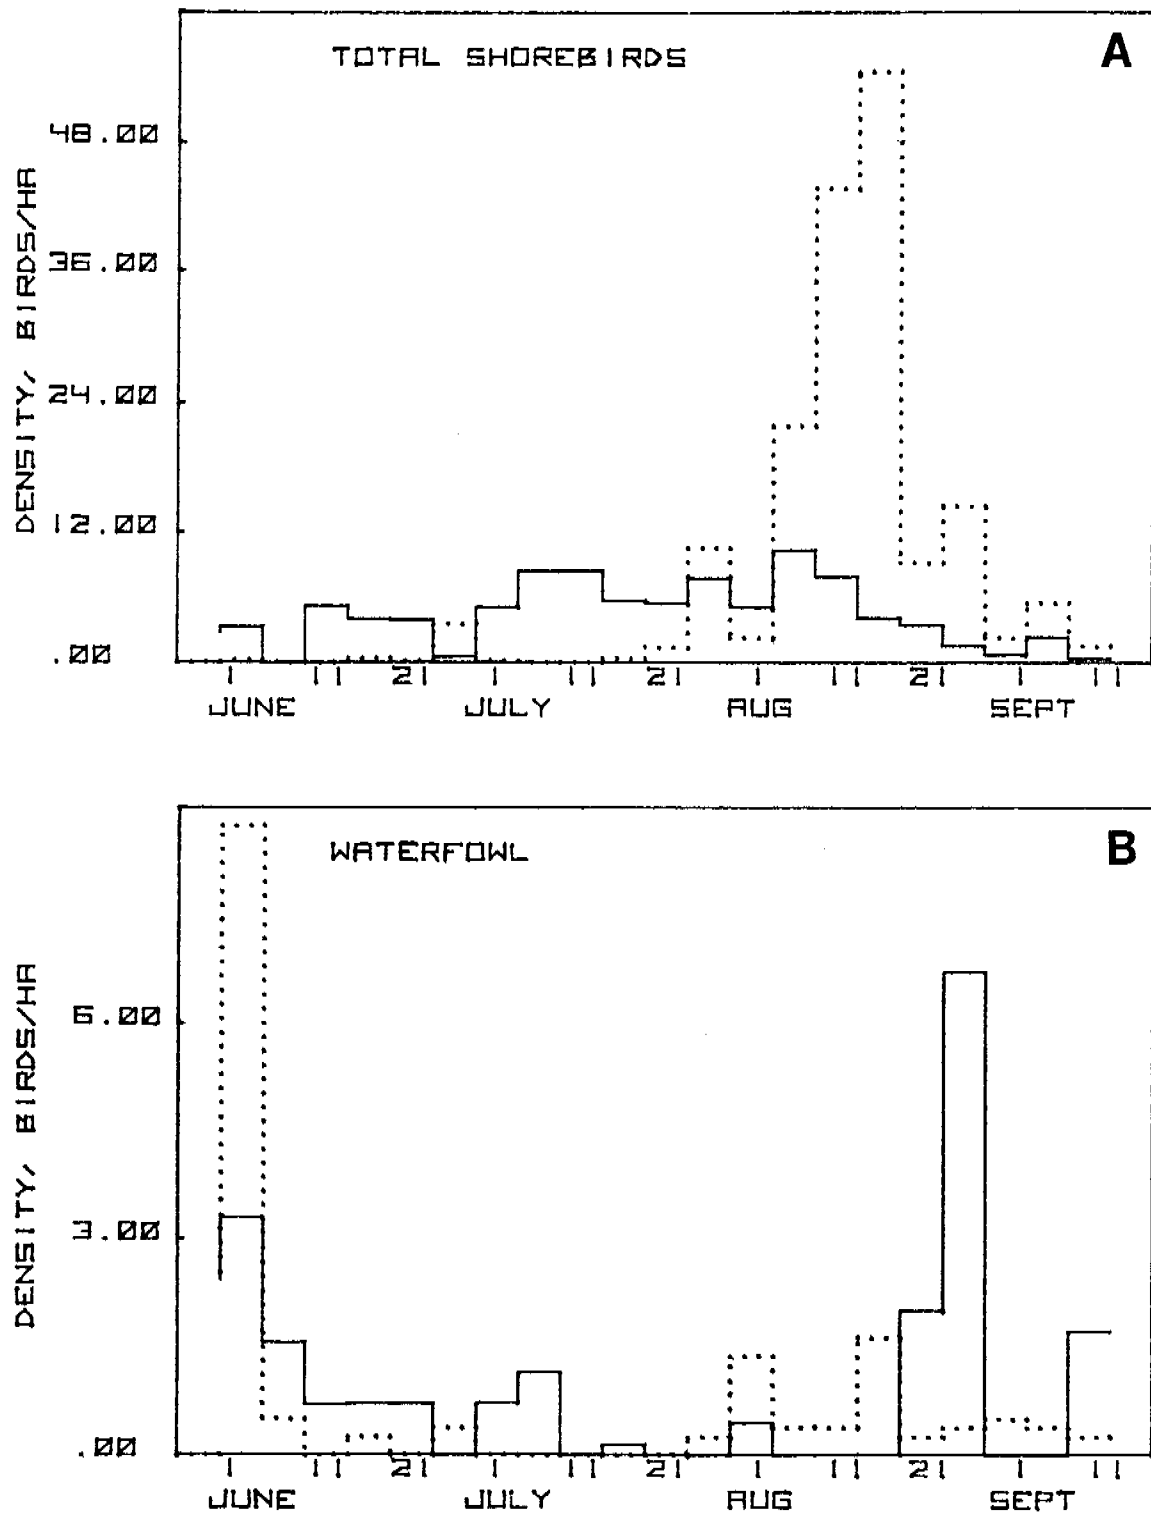 TOTAL SHOREBIRDS
A
DENSITY, BIRDS/HA
48.00
36.00
24.00
12.00
.00
1 11 21 1 11 21 1 11 21 1 11
JUNE JULY AUG SEPT
WATERFOWL
B
DENSITY, BIRDS/HA
6.00
3.00
.00
1 11 21 1 11 21 1 11 21 1 11
JUNE JULY AUG SEPT